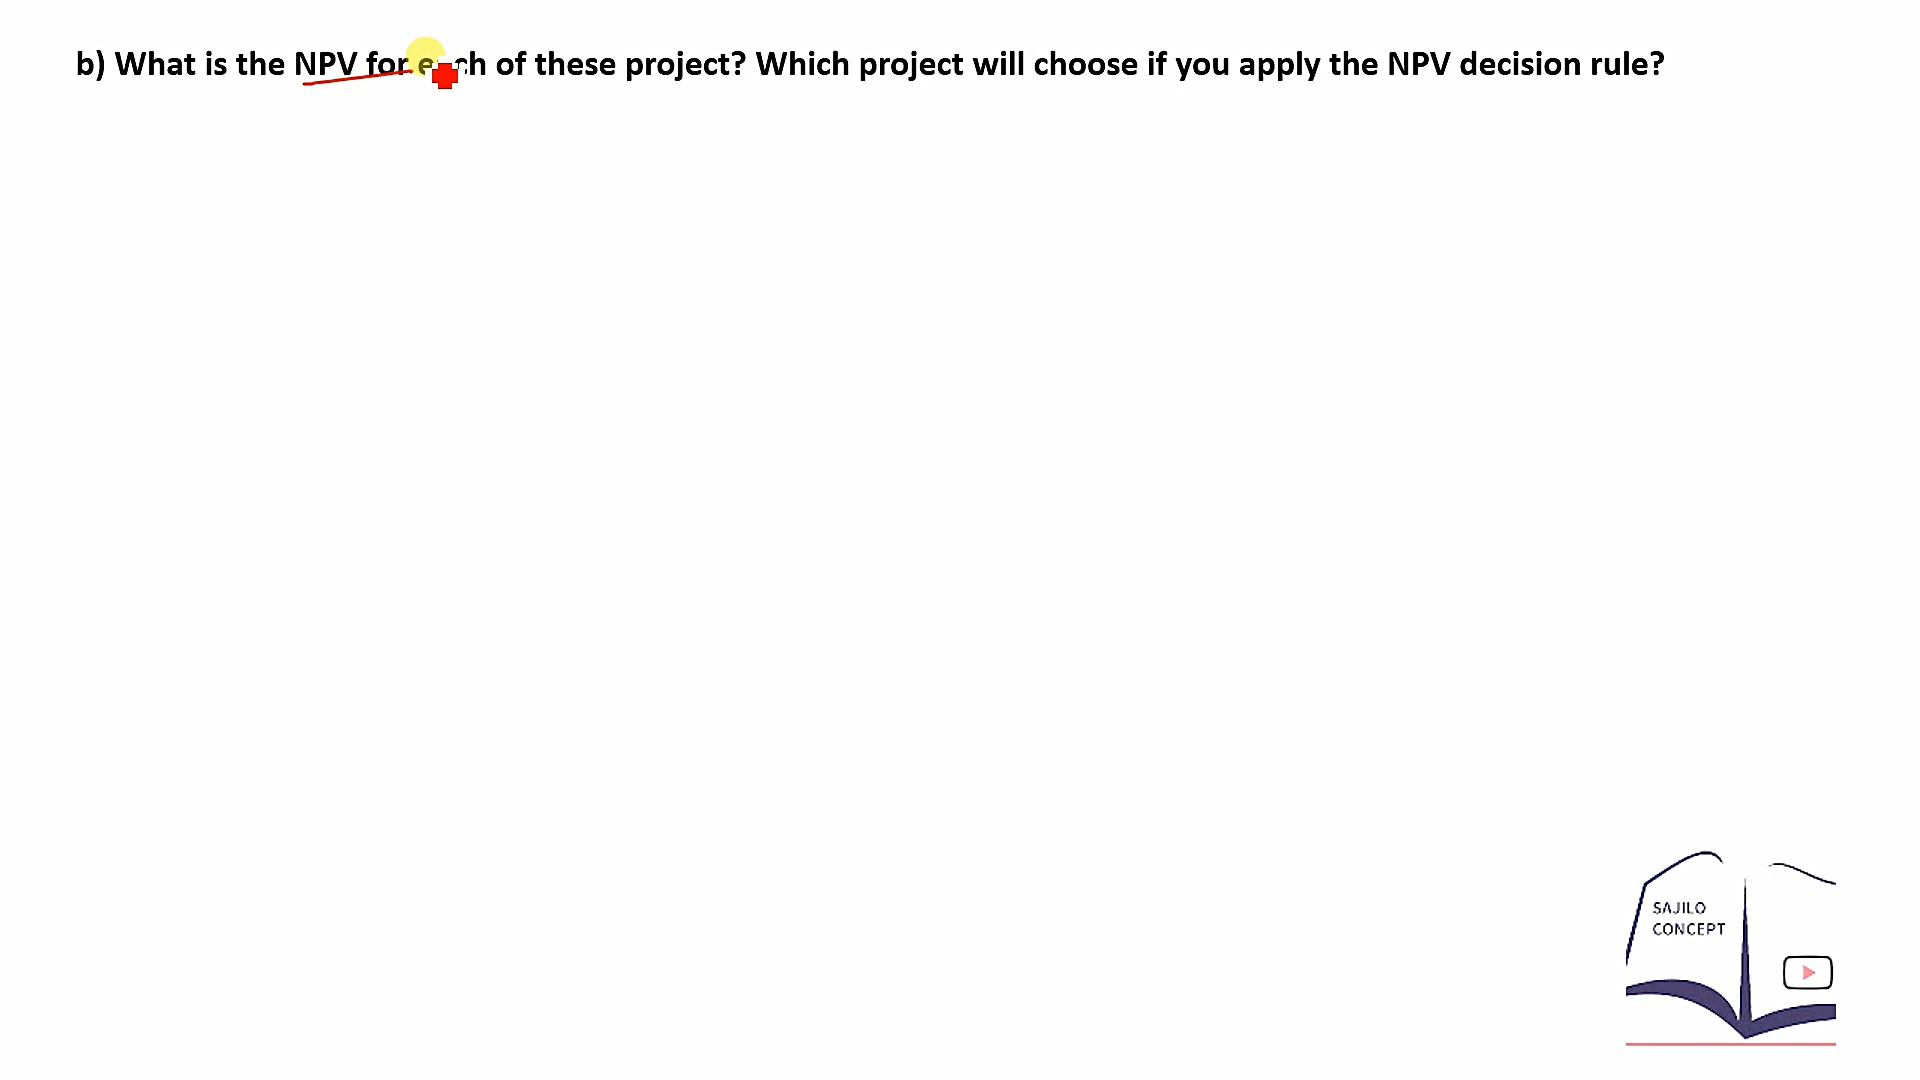 b) What is the NPV for each of these project? Which project will choose if you apply the NPV decision rule?
SAJILO
CONCEPT